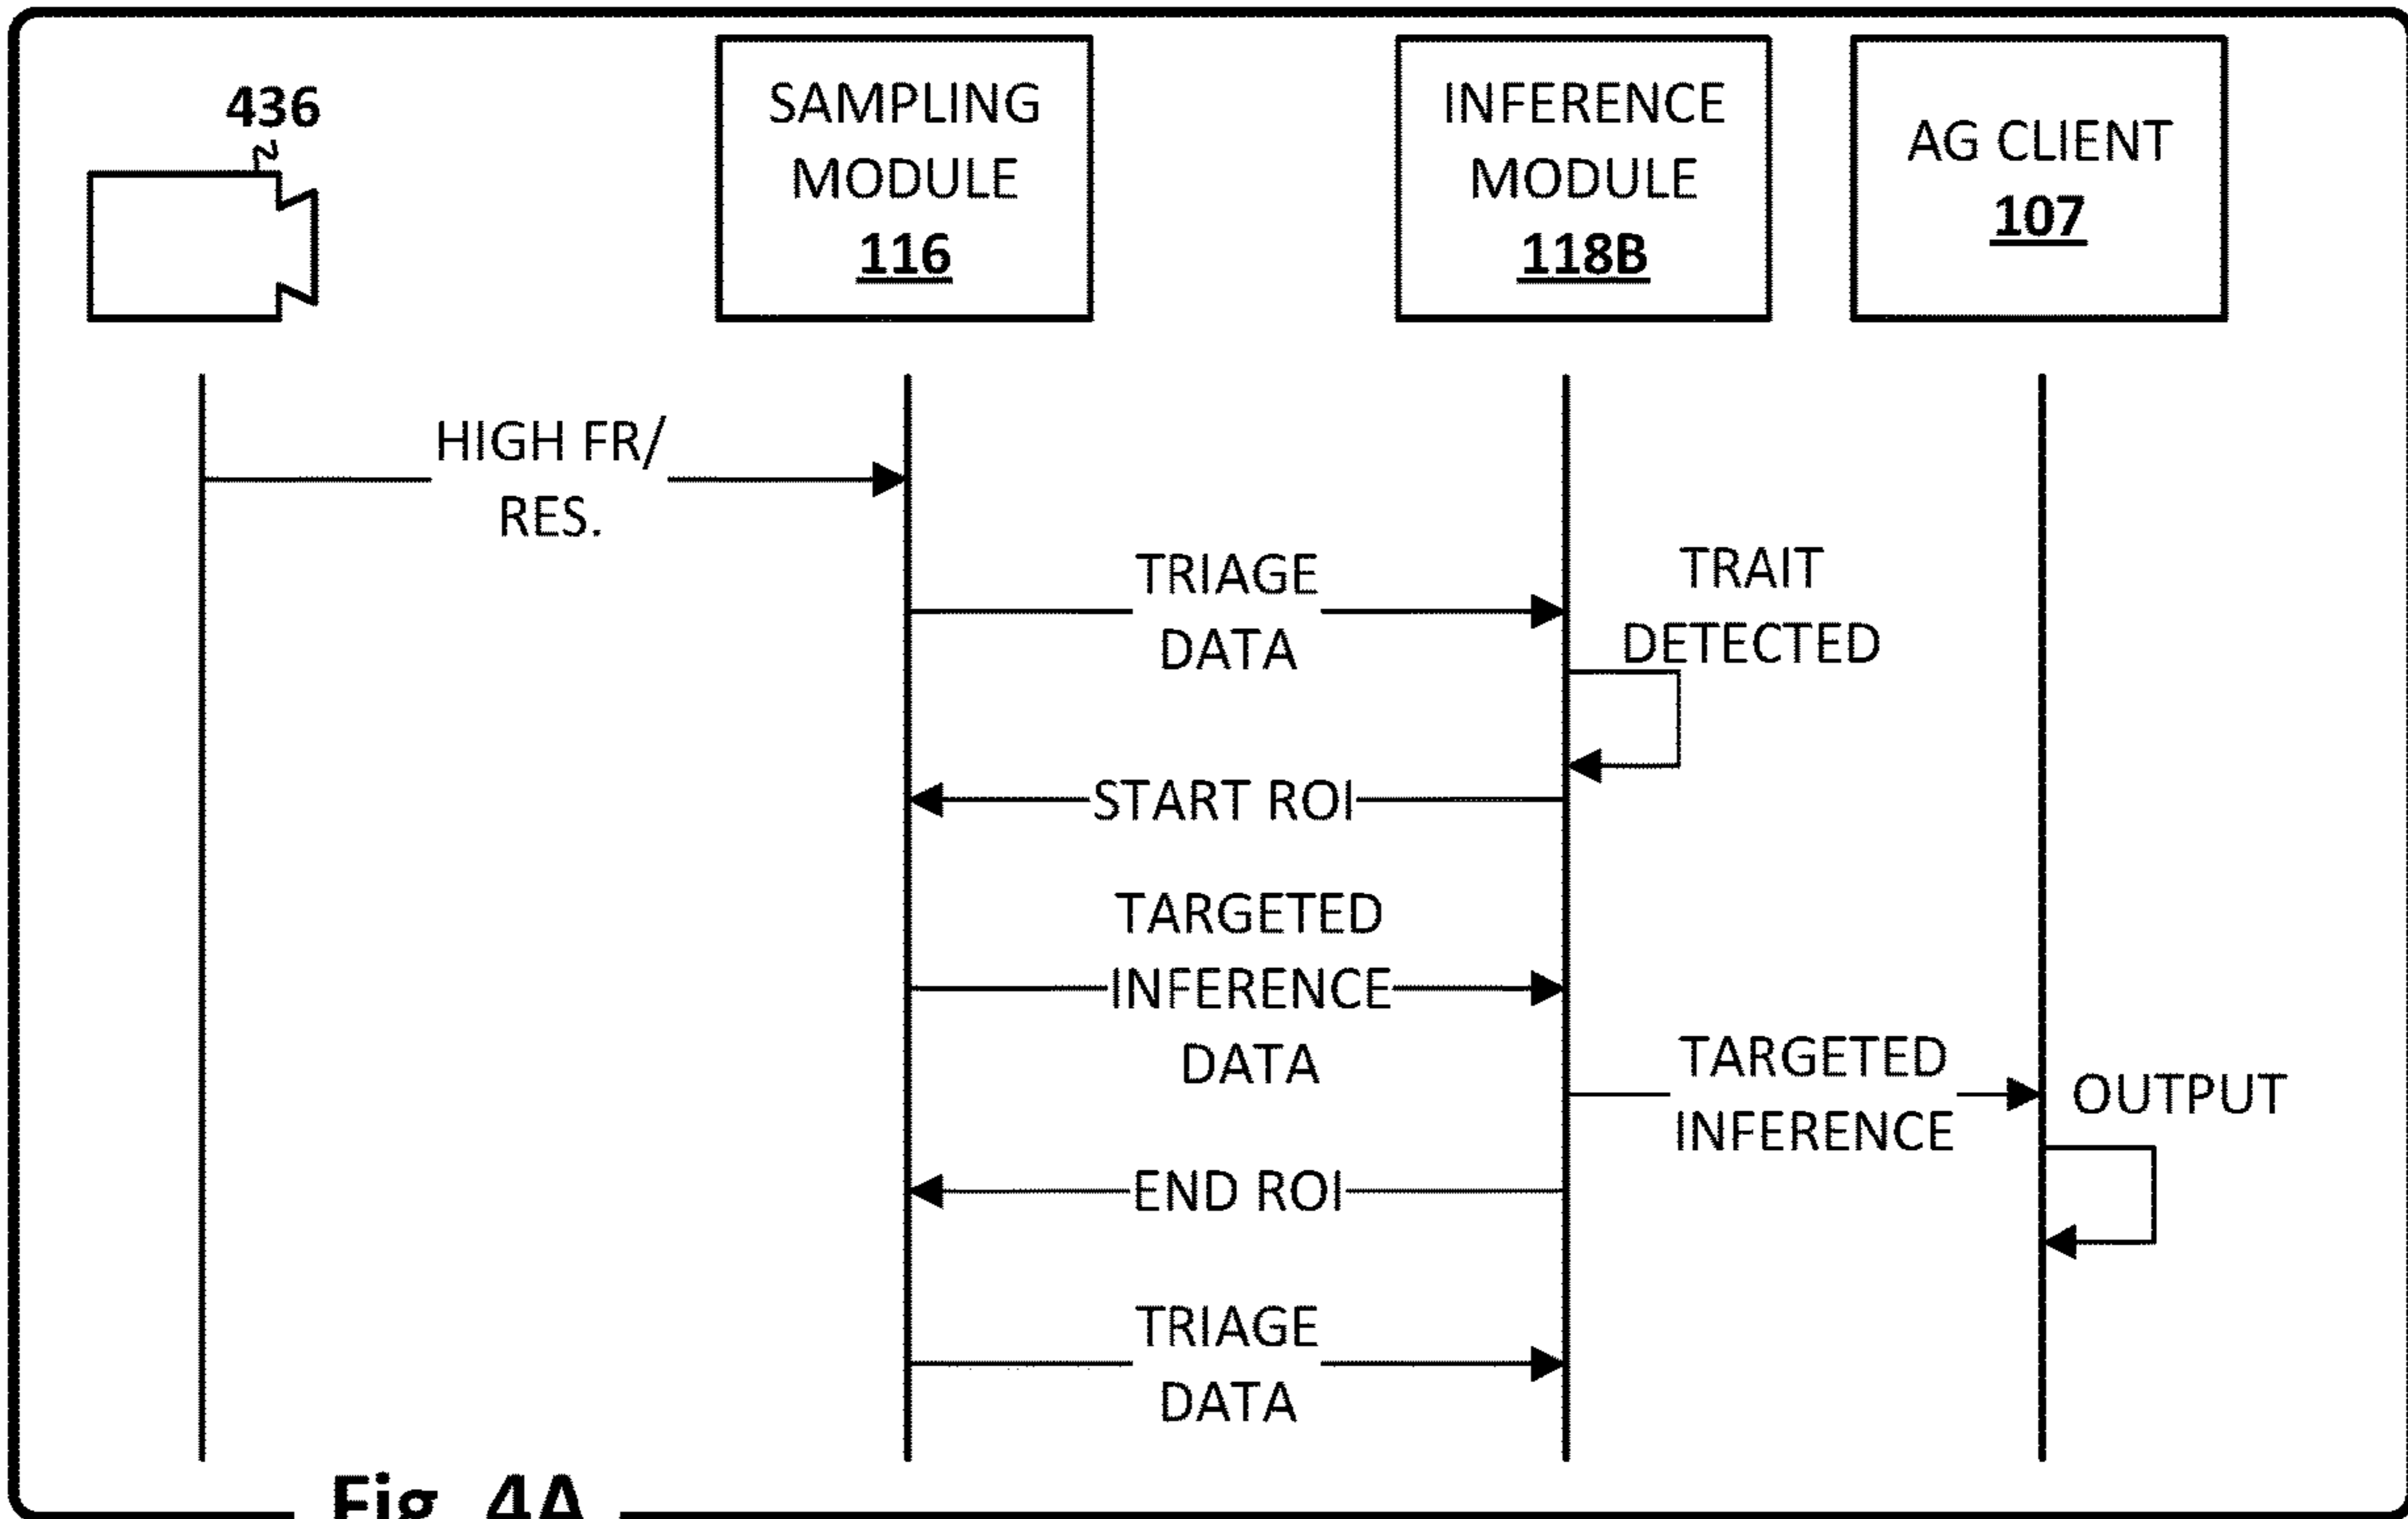 436
SAMPLING
MODULE
116
INFERENCE
MODULE
118B
AG CLIENT
107
HIGH FR/
RES.
TRIAGE
DATA
TRAIT
DETECTED
START ROI
TARGETED
INFERENCE
DATA
TARGETED
INFERENCE
OUTPUT
END ROI
TRIAGE
DATA
Fig. 4A